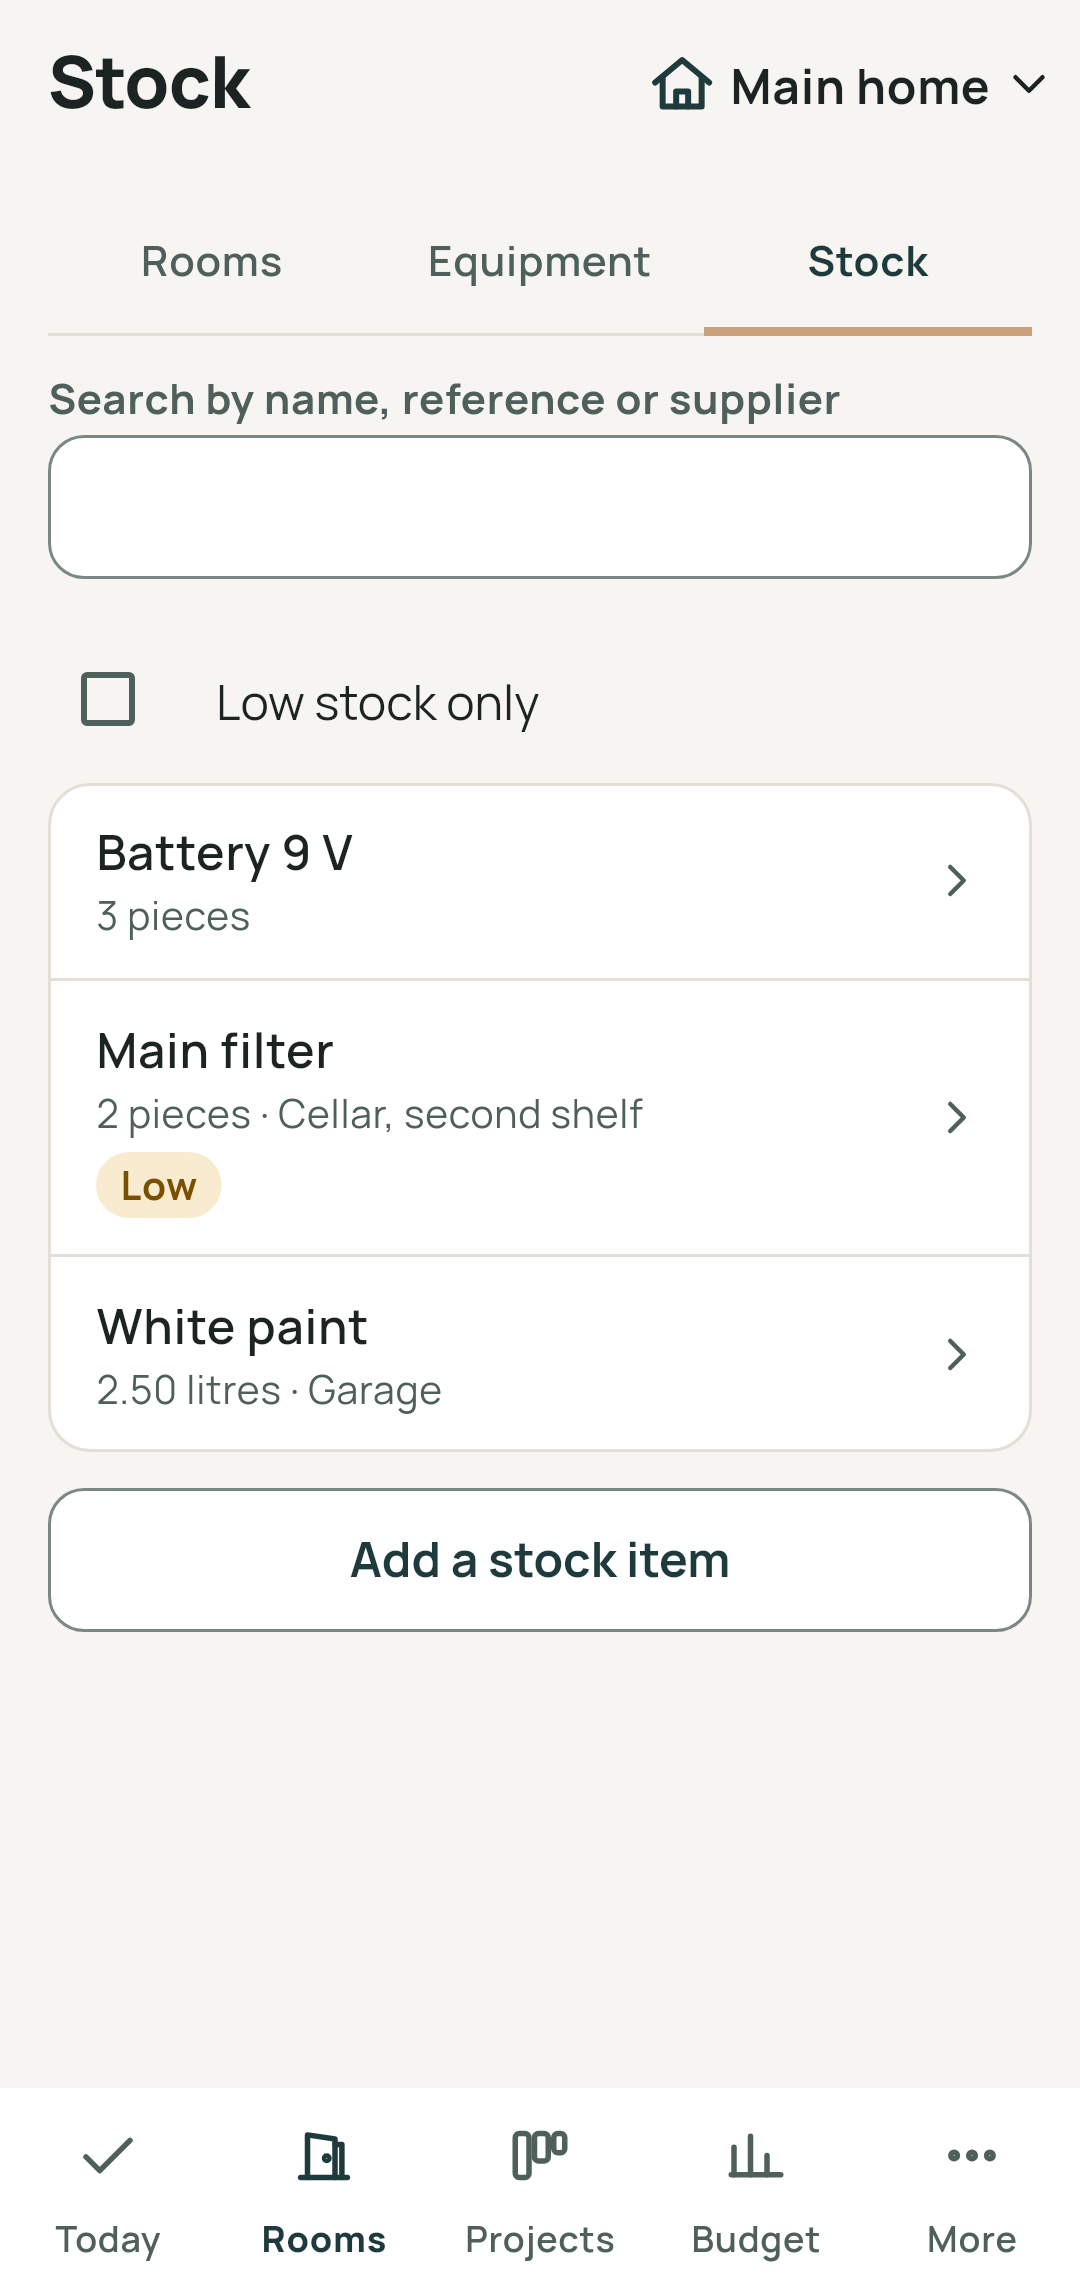 Stock
Main home
Rooms
Equipment
Stock
Search by name, reference or supplier
Low stock only
Battery 9 V
3 pieces
Main filter
2 pieces · Cellar, second shelf
Low
White paint
2.50 litres · Garage
Add a stock item
Today
Rooms
Projects
Budget
More